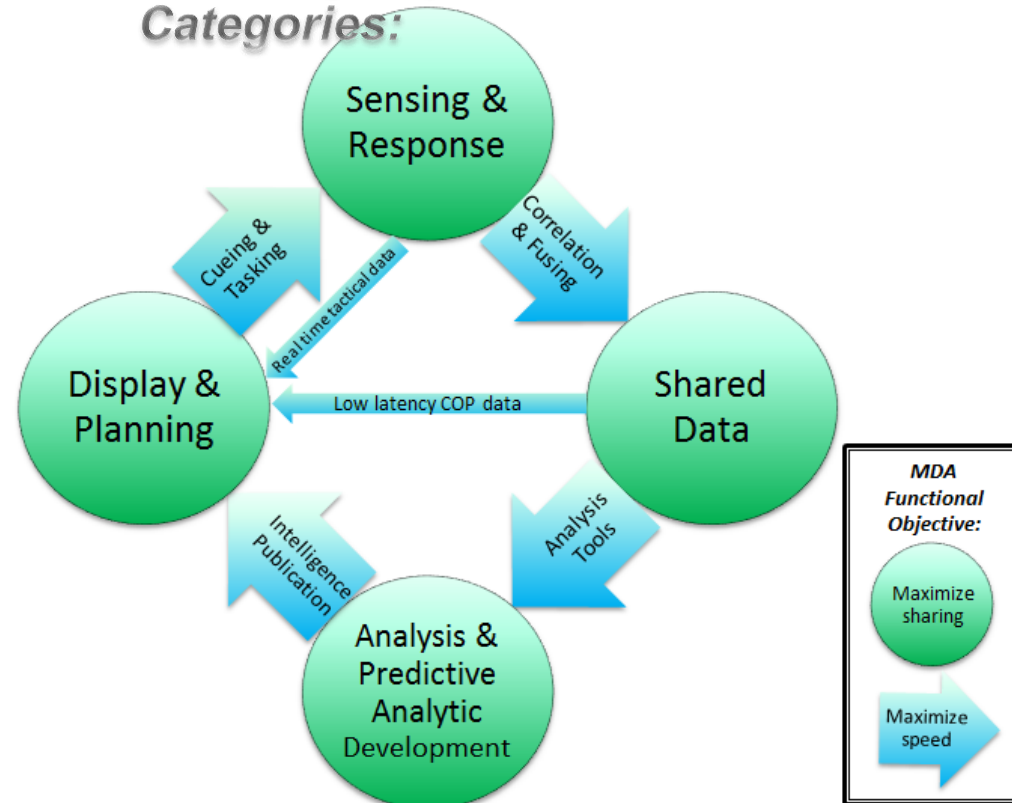 Categories:
Sensing &
Response
Correlation
& Fusing
Cueing &
Tasking
Real time tactical data
Display &
Planning
Low latency COP data
Shared
Data
Analysis
Tools
Intelligence
Publication
Analysis &
Predictive
Analytic
Development
MDA
Functional
Objective:
Maximize
sharing
Maximize
speed